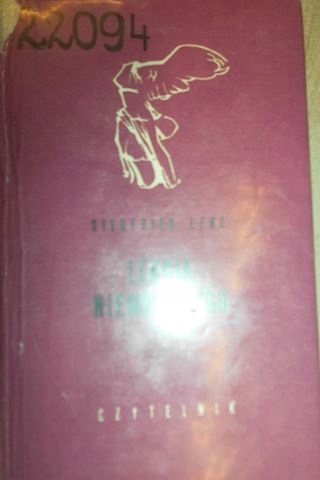 22094
SIEGFRIED LENZ
LEKCJA
NIEMIECKIEGO
CZYTELNIK